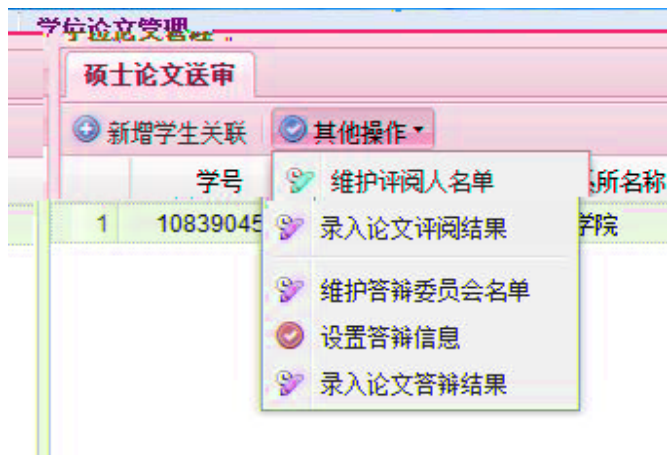 学位论文管理
硕士论文送审
新增学生关联 其他操作
学号 所名称
1 10839045 学院
维护评阅人名单
录入论文评阅结果
维护答辩委员会名单
设置答辩信息
录入论文答辩结果